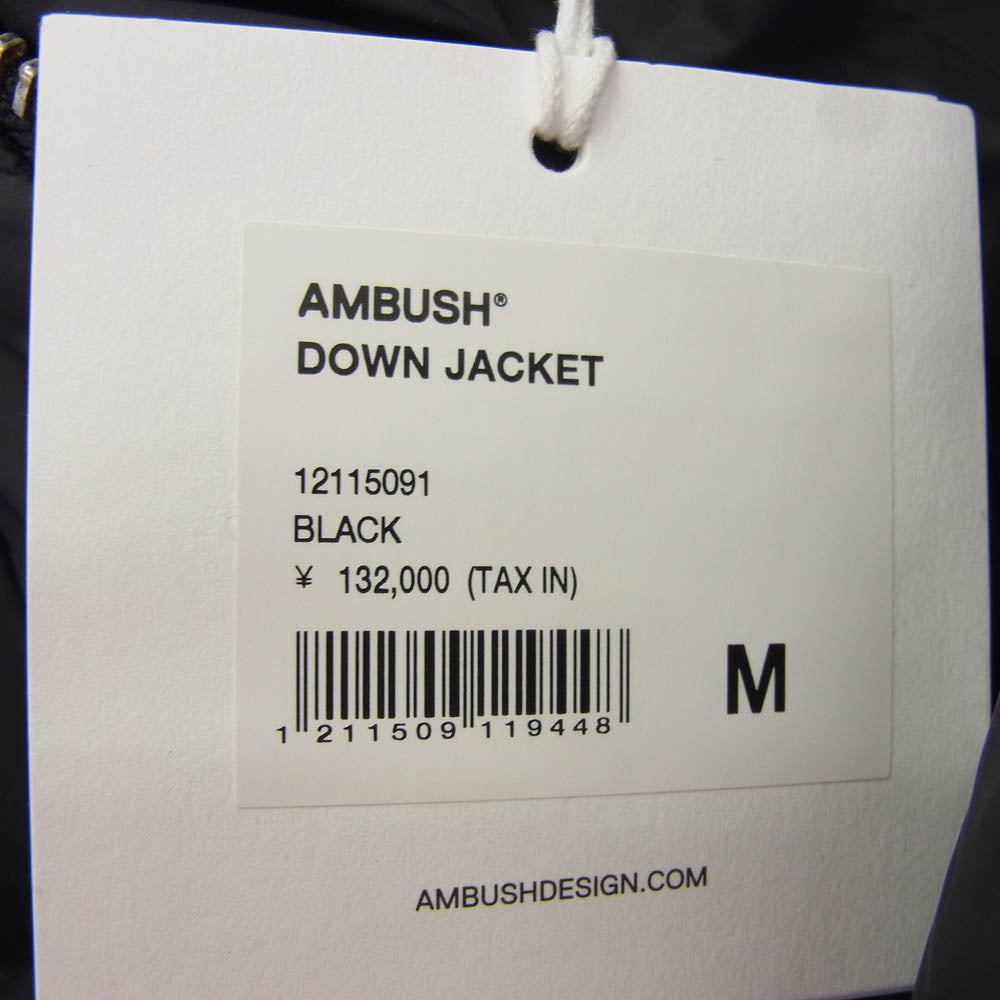 AMBUSH®
DOWN JACKET
12115091
BLACK
¥ 132,000 (TAX IN)
M
1 211509 119448
AMBUSHDESIGN.COM